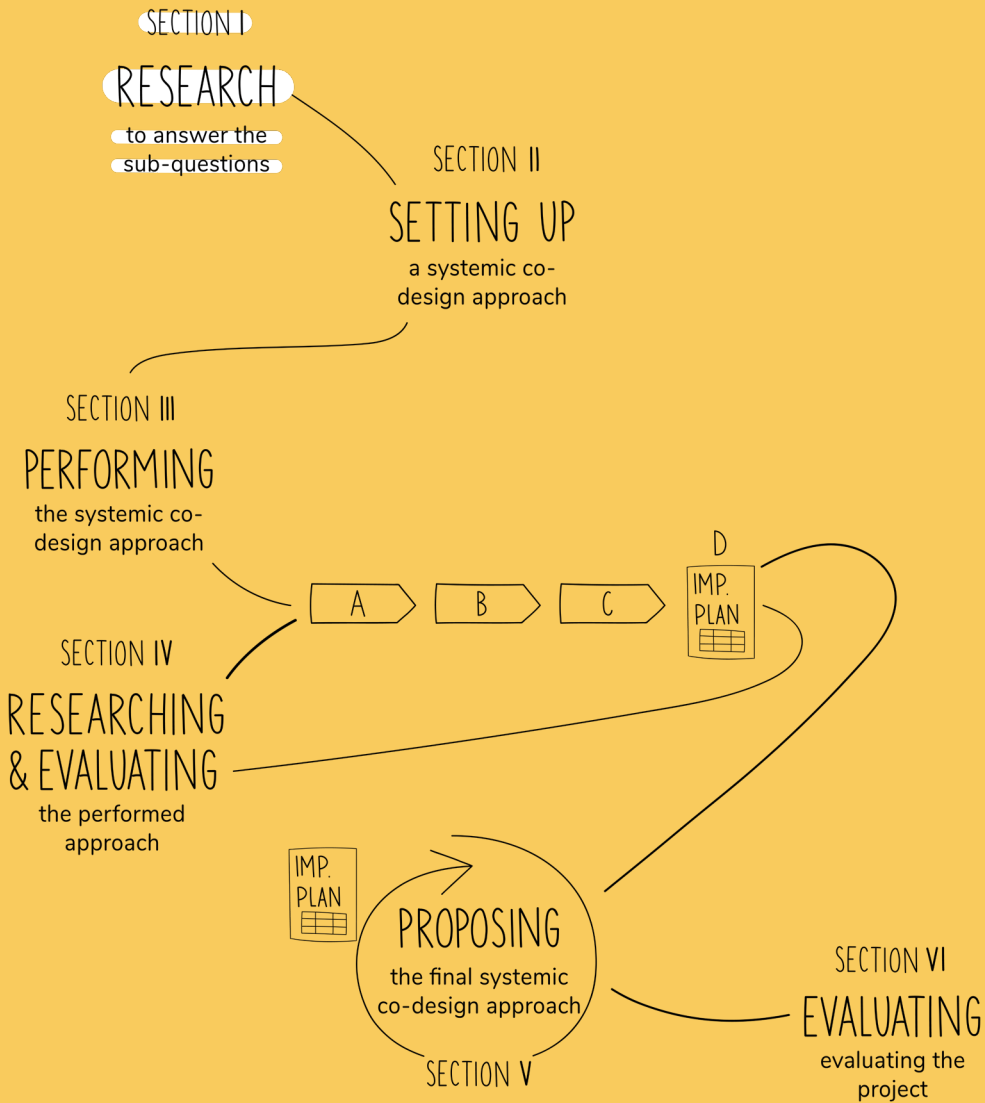 SECTION I
RESEARCH
to answer the
sub-questions
SECTION II
SETTING UP
a systemic co-
design approach
SECTION III
PERFORMING
the systemic co-
design approach
A
B
C
D
IMP.
PLAN
SECTION IV
RESEARCHING
& EVALUATING
the performed
approach
IMP.
PLAN
PROPOSING
the final systemic
co-design approach
SECTION V
SECTION VI
EVALUATING
evaluating the
project